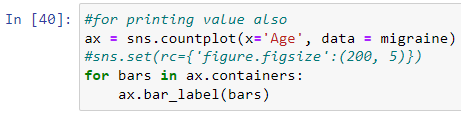 In [40]: #for printing value also
ax = sns.countplot(x='Age', data = migraine)
#sns.set(rc={'figure.figsize':(200, 5)})
for bars in ax.containers:
    ax.bar_label(bars)